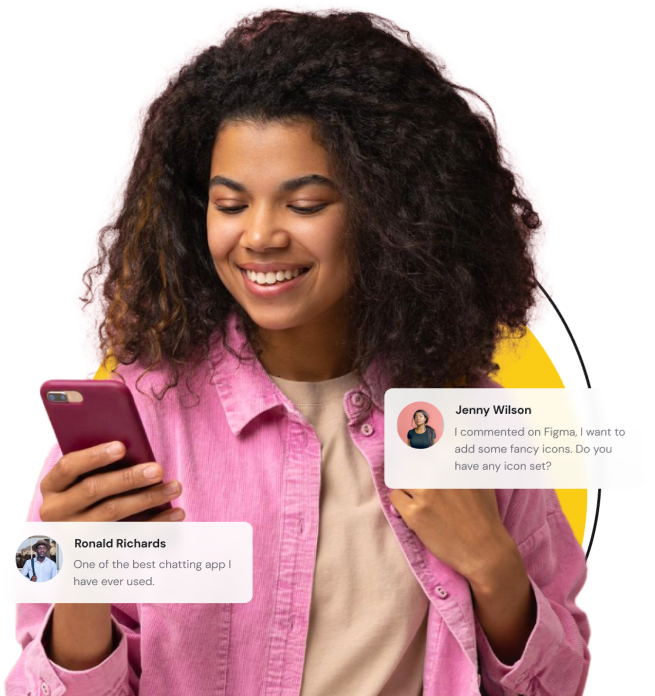 Jenny Wilson
I commented on Figma, I want to
add some fancy icons. Do you
have any icon set?
Ronald Richards
One of the best chatting app I
have ever used.